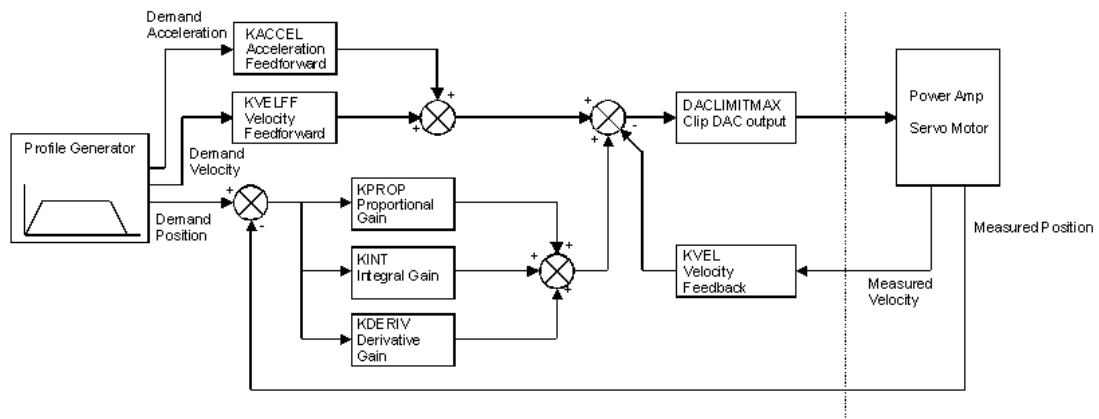 Demand
Acceleration
KACCEL
Acceleration
Feedforward
+
+
KVELFF
Velocity
Feedforward
Profile Generator
Demand
Velocity
+
-
Demand
Position
KPROP
Proportional
Gain
KINT
Integral Gain
KDERIV
Derivative
Gain
+
+
+
+
-
+
DACLIMITMAX
Clip DAC output
Power Amp
Servo Motor
KVEL
Velocity
Feedback
Measured
Velocity
Measured Position